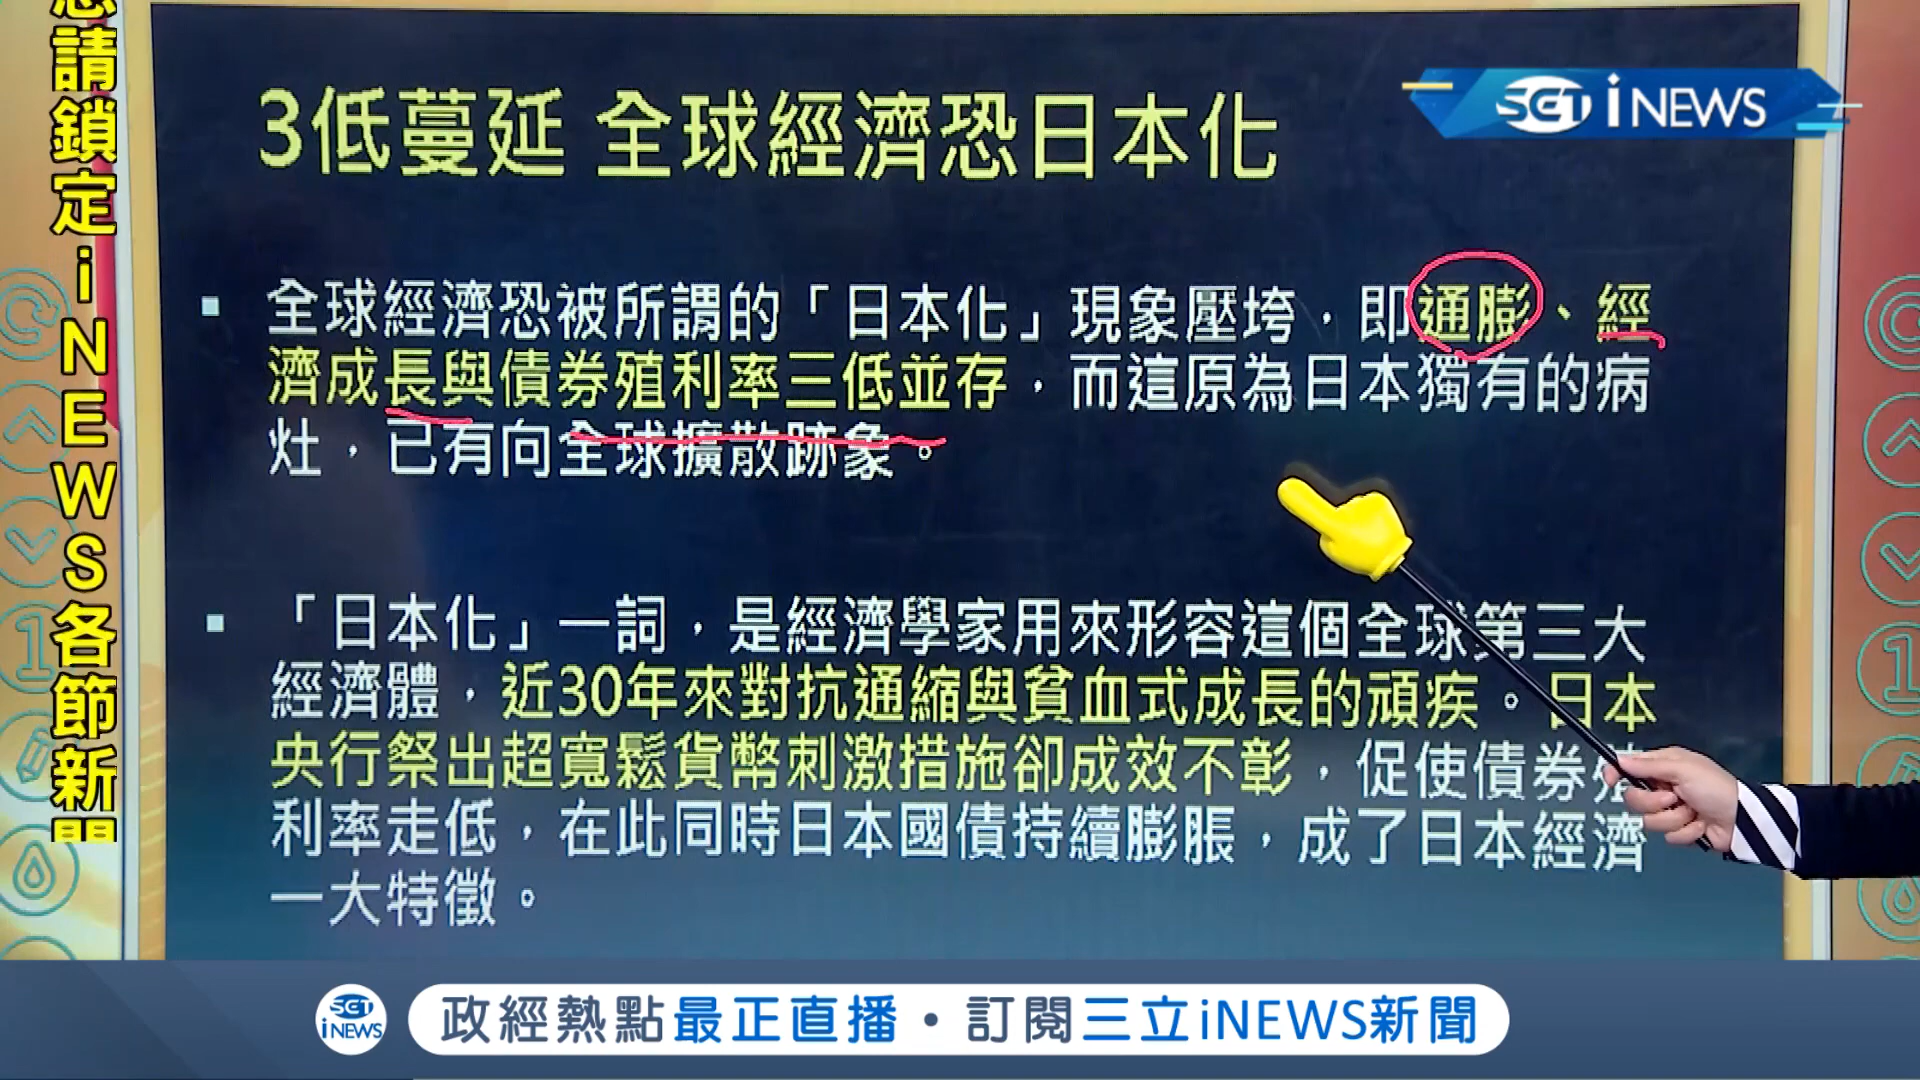 3低蔓延 全球經濟恐日本化
SET iNEWS
全球經濟恐被所謂的「日本化」現象壓垮，即通膨、經
濟成長與債券殖利率三低並存，而這原為日本獨有的病
灶，已有向全球擴散跡象。
「日本化」一詞，是經濟學家用來形容這個全球第三大
經濟體，近30年來對抗通縮與貧血式成長的頑疾。日本
央行祭出超寬鬆貨幣刺激措施卻成效不彰，促使債券殖
利率走低，在此同時日本國債持續膨脹，成了日本經濟
一大特徵。
請鎖定iNEWS各節新聞
SET iNEWS
政經熱點最正直播・訂閱三立iNEWS新聞